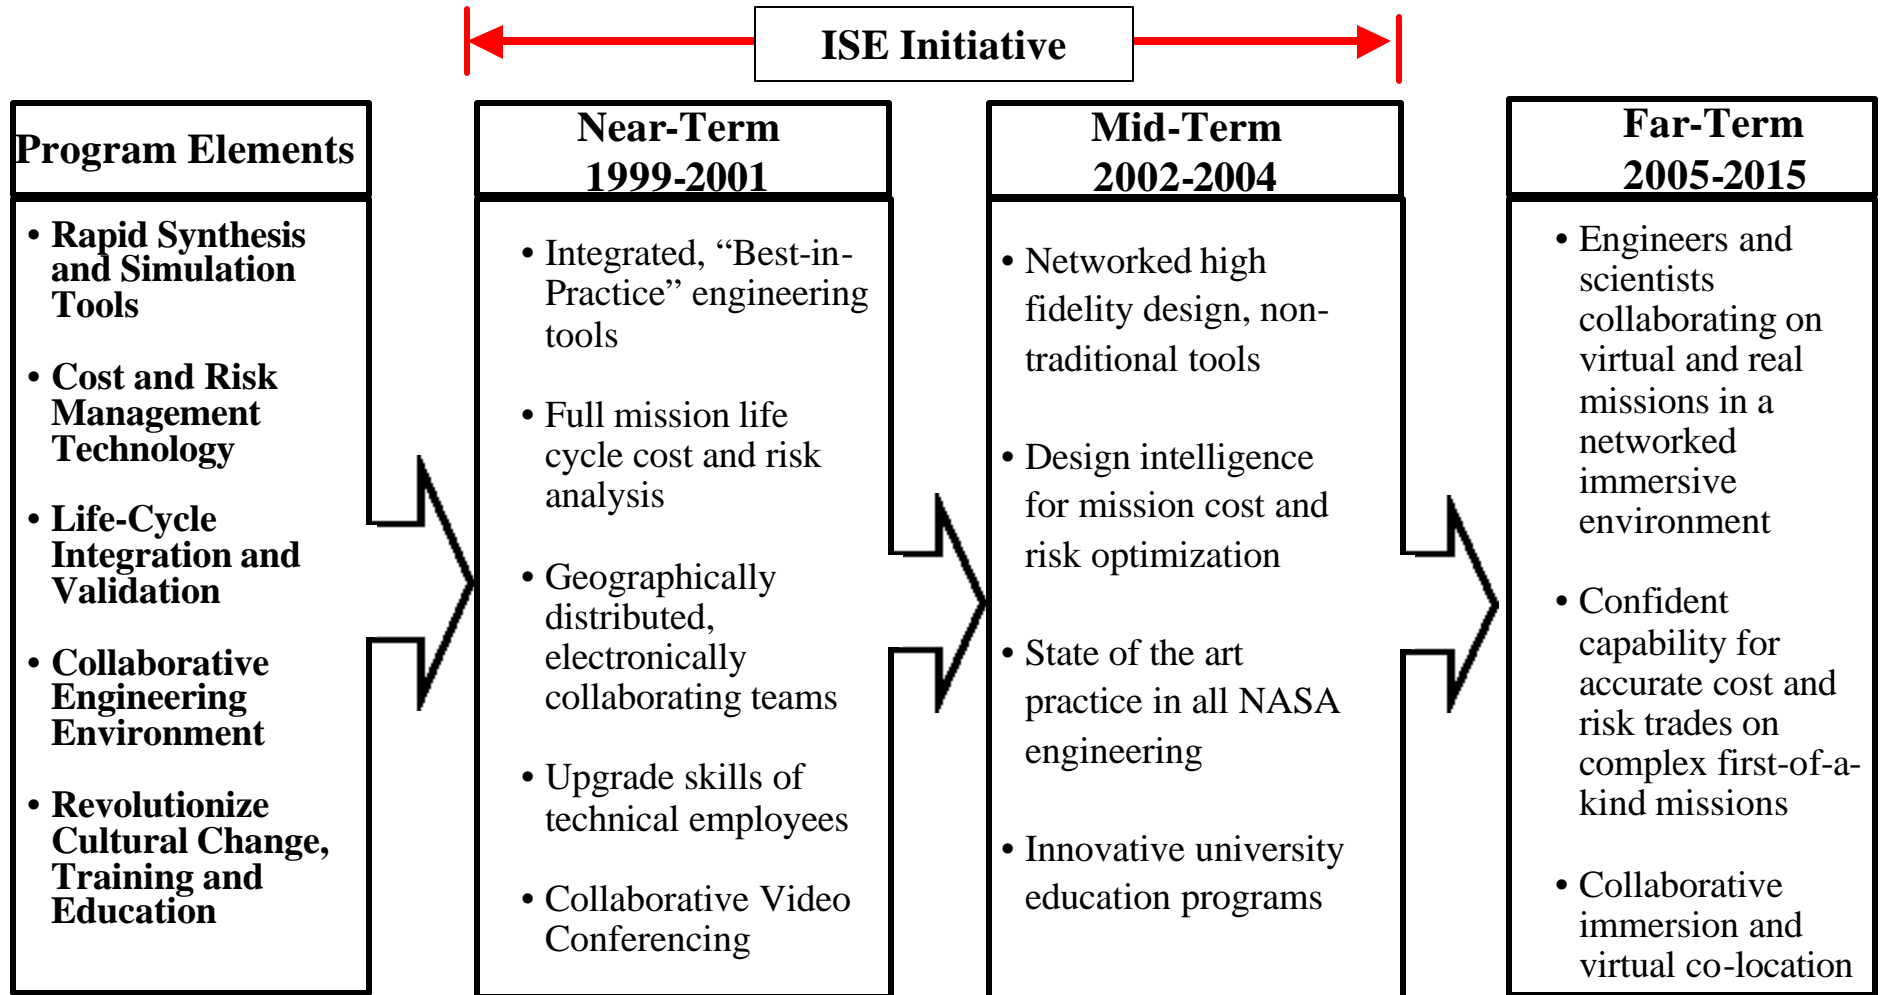 ISE Initiative
Program Elements
• Rapid Synthesis
and Simulation
Tools
• Cost and Risk
Management
Technology
• Life-Cycle
Integration and
Validation
• Collaborative
Engineering
Environment
• Revolutionize
Cultural Change,
Training and
Education
Near-Term
1999-2001
• Integrated, “Best-in-
Practice” engineering
tools
• Full mission life
cycle cost and risk
analysis
• Geographically
distributed,
electronically
collaborating teams
• Upgrade skills of
technical employees
• Collaborative Video
Conferencing
Mid-Term
2002-2004
• Networked high
fidelity design, non-
traditional tools
• Design intelligence
for mission cost and
risk optimization
• State of the art
practice in all NASA
engineering
• Innovative university
education programs
Far-Term
2005-2015
• Engineers and
scientists
collaborating on
virtual and real
missions in a
networked
immersive
environment
• Confident
capability for
accurate cost and
risk trades on
complex first-of-a-
kind missions
• Collaborative
immersion and
virtual co-location